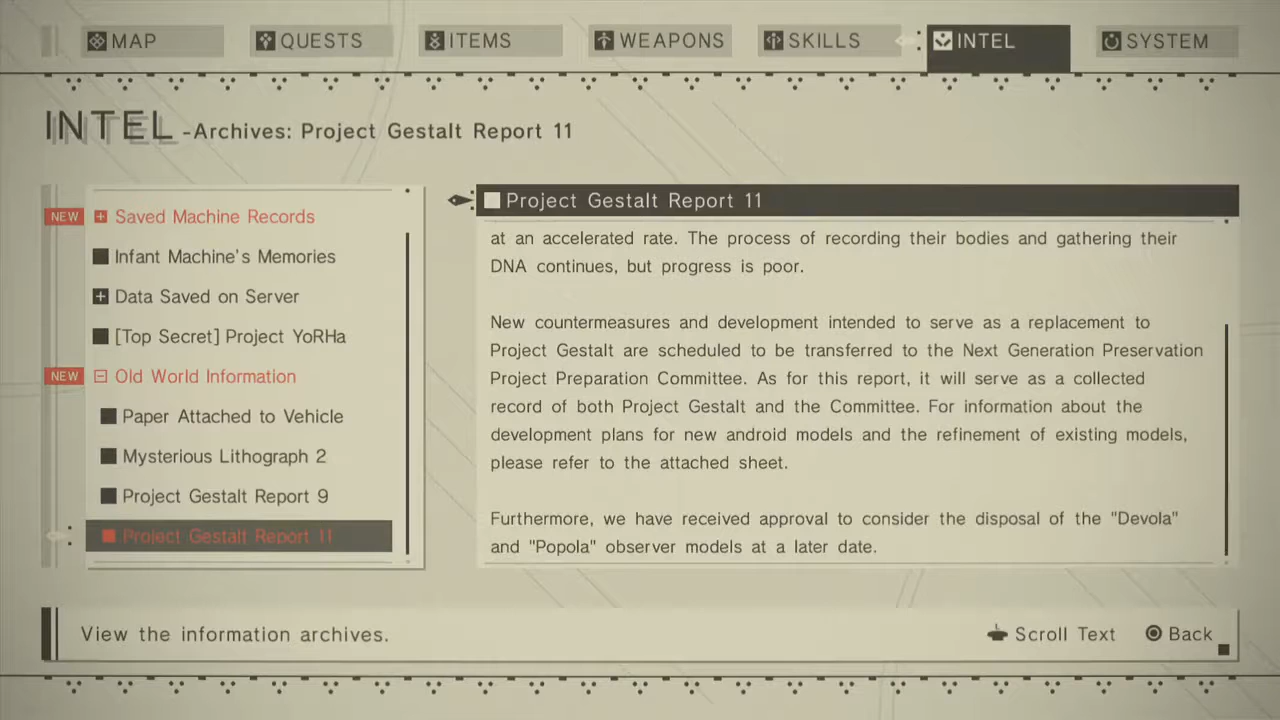 MAP
QUESTS
ITEMS
WEAPONS
SKILLS
INTEL
SYSTEM
INTEL -Archives: Project Gestalt Report 11
NEW Saved Machine Records
Infant Machine's Memories
Data Saved on Server
[Top Secret] Project YoRHa
NEW Old World Information
Paper Attached to Vehicle
Mysterious Lithograph 2
Project Gestalt Report 9
Project Gestalt Report 11
Project Gestalt Report 11
at an accelerated rate. The process of recording their bodies and gathering their
DNA continues, but progress is poor.
New countermeasures and development intended to serve as a replacement to
Project Gestalt are scheduled to be transferred to the Next Generation Preservation
Project Preparation Committee. As for this report, it will serve as a collected
record of both Project Gestalt and the Committee. For information about the
development plans for new android models and the refinement of existing models,
please refer to the attached sheet.
Furthermore, we have received approval to consider the disposal of the "Devola"
and "Popola" observer models at a later date.
View the information archives.
Scroll Text
Back